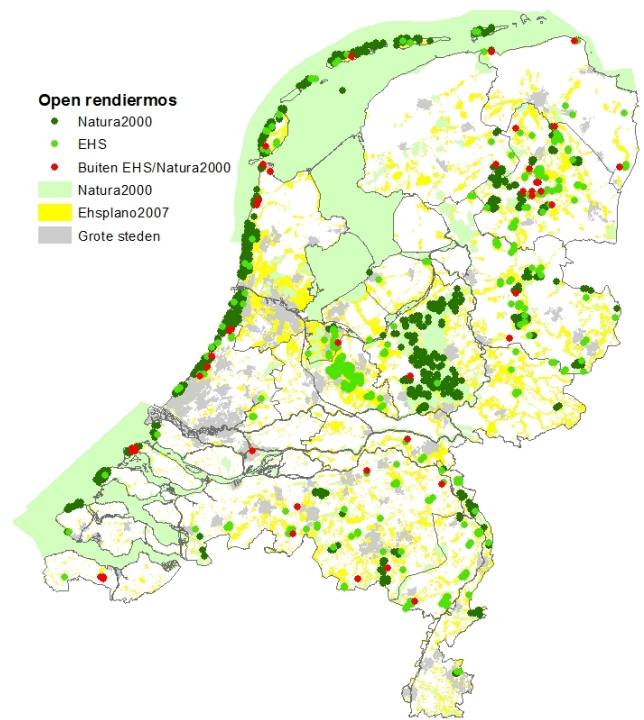 Open rendiermos
Natura2000
EHS
Buiten EHS/Natura2000
Natura2000
Ehsplano2007
Grote steden